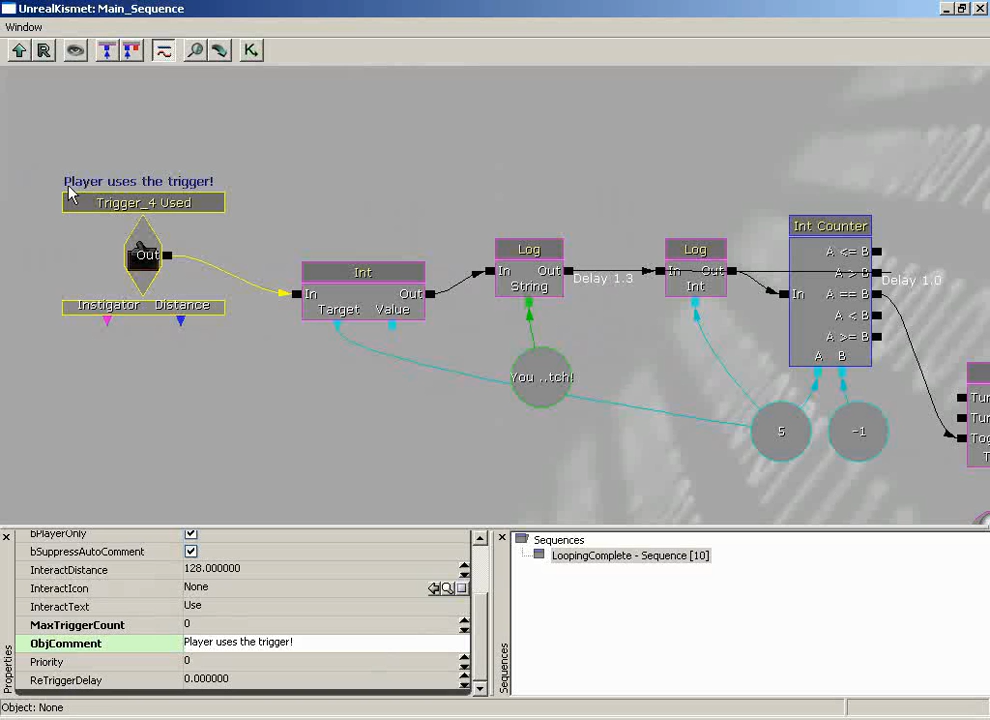 UnrealKismet: Main_Sequence
Window
Player uses the trigger!
Trigger_4 Used
Out
Instigator Distance
Int
In Out
Target Value
Log
In Out
String
Delay 1.3
Log
In Out
Int
Int Counter
A <= B
A > B
Delay 1.0
In A == B
A < B
A >= B
A B
You ..tch!
5
-1
Tur
Tur
Tog
T
bPlayerOnly
bSuppressAutoComment
InteractDistance 128.000000
InteractIcon None
InteractText Use
MaxTriggerCount 0
ObjComment Player uses the trigger!
Priority 0
ReTriggerDelay 0.000000
Properties
Sequences
LoopingComplete - Sequence [10]
Sequences
Object: None